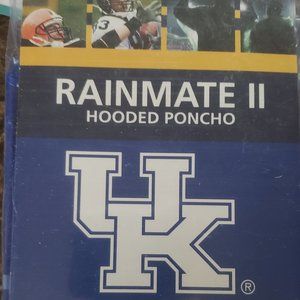 RAINMATE II
HOODED PONCHO
UK
®